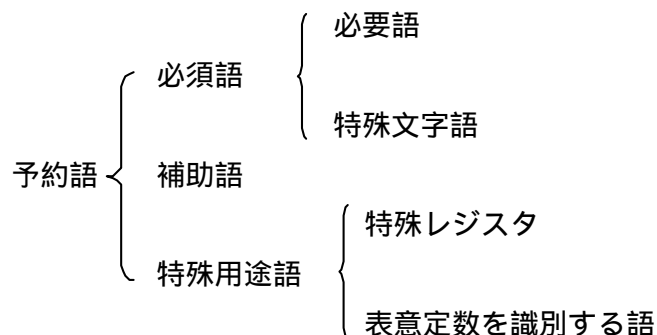 必要語
必須語
特殊文字語
予約語
補助語
特殊レジスタ
特殊用途語
表意定数を識別する語